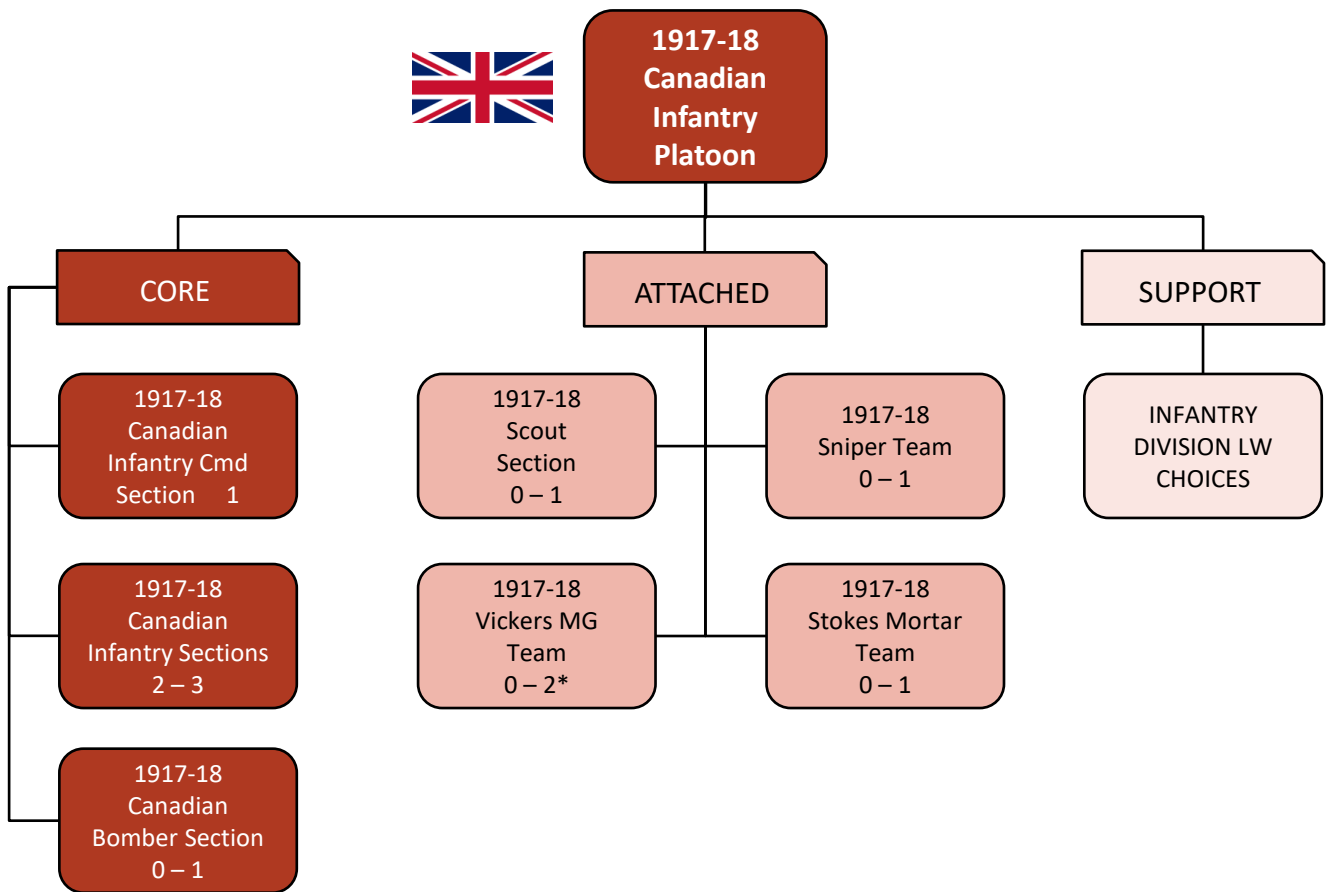 1917-18
Canadian
Infantry
Platoon
CORE
ATTACHED
SUPPORT
1917-18
Canadian
Infantry Cmd
Section 1
1917-18
Scout
Section
0 – 1
1917-18
Sniper Team
0 – 1
INFANTRY
DIVISION LW
CHOICES
1917-18
Canadian
Infantry Sections
2 – 3
1917-18
Vickers MG
Team
0 – 2*
1917-18
Stokes Mortar
Team
0 – 1
1917-18
Canadian
Bomber Section
0 – 1